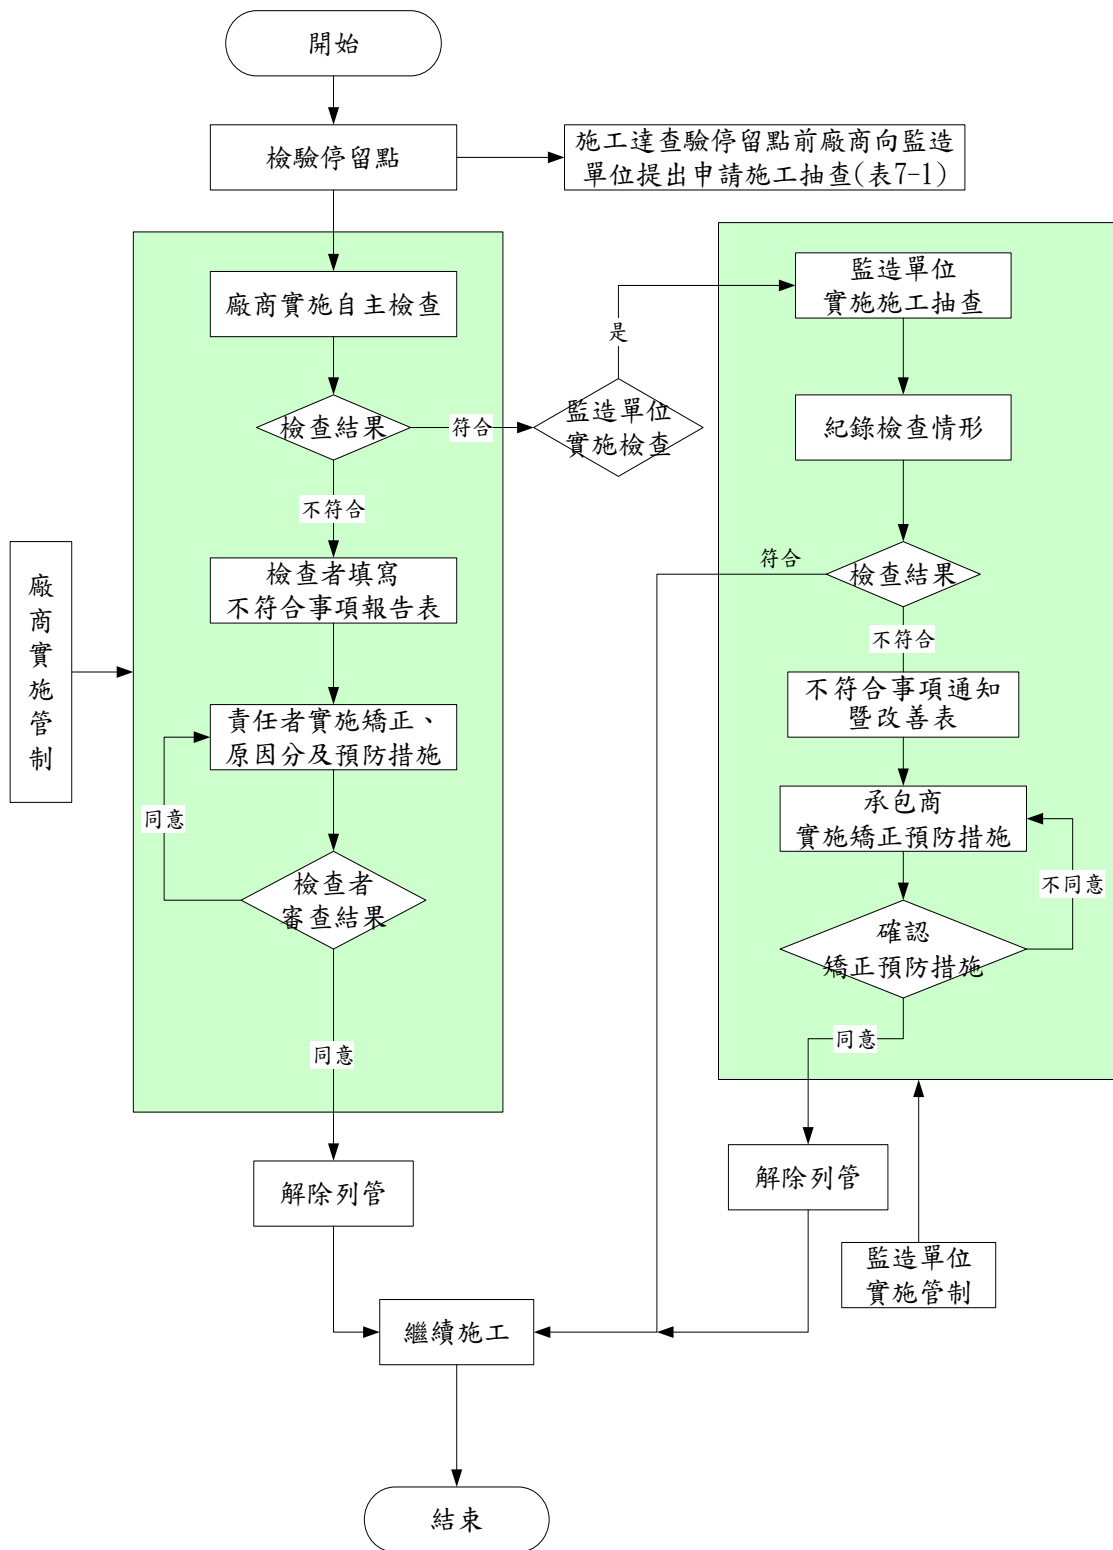 開始
檢驗停留點
施工達查驗停留點前廠商向監造
單位提出申請施工抽查(表7-1)
廠商實施自主檢查
檢查結果
符合
不符合
檢查者填寫
不符合事項報告表
責任者實施矯正、
原因分及預防措施
同意
檢查者
審查結果
同意
解除列管
廠商實施管制
監造單位
實施檢查
是
監造單位
實施施工抽查
紀錄檢查情形
檢查結果
符合
不符合
不符合事項通知
暨改善表
承包商
實施矯正預防措施
不同意
確認
矯正預防措施
同意
解除列管
監造單位
實施管制
繼續施工
結束